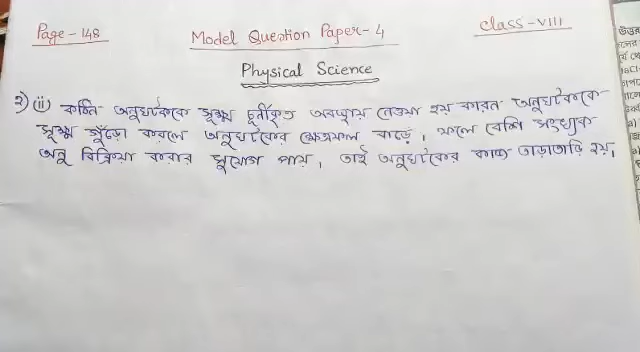 Page - 148
Model Question Paper - 4
Class - VIII
Physical Science
২) (ii) কঠিন অনুঘটককে সূক্ষ্ম চূর্ণীকৃত অবস্থায় নেওয়া হয় কারন অনুঘটককে
সূক্ষ্ম গুঁড়ো করলে অনুঘটকের ক্ষেত্রফল বাড়ে, ফলে বেশি সংখ্যক
অনু বিক্রিয়া করার সুযোগ পায়, তাই অনুঘটকের কাজ তাড়াতাড়ি হয়।